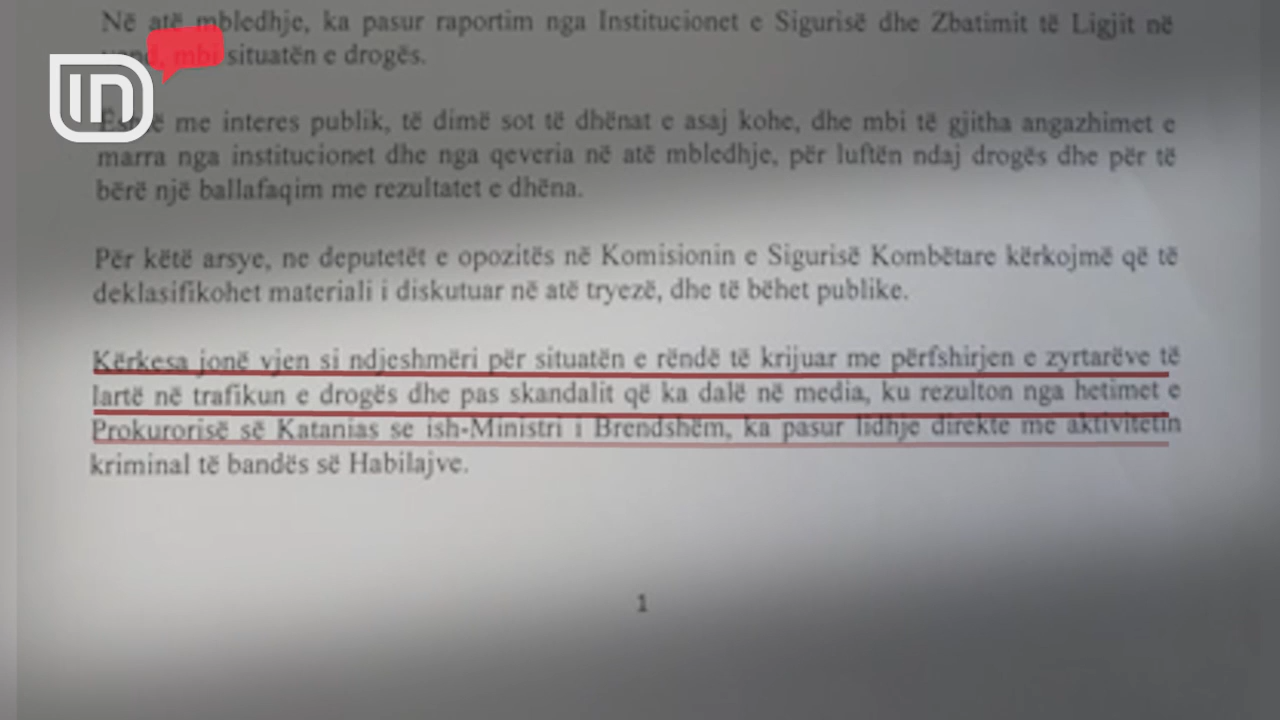 Në atë mbledhje, ka pasur raportim nga Institucionet e Sigurisë dhe Zbatimit të Ligjit në
vend, mbi situatën e drogës.
IN
Është me interes publik, të dimë sot të dhënat e asaj kohe, dhe mbi të gjitha angazhimet e
marra nga institucionet dhe nga qeveria në atë mbledhje, për luftën ndaj drogës dhe për të
bërë një ballafaqim me rezultatet e dhëna.
Për këtë arsye, ne deputetët e opozitës në Komisionin e Sigurisë Kombëtare kërkojmë që të
deklasifikohet materiali i diskutuar në atë tryezë, dhe të bëhet publike.
Kërkesa jonë vjen si ndjeshmëri për situatën e rëndë të krijuar me përfshirjen e zyrtarëve të
lartë në trafikun e drogës dhe pas skandalit që ka dalë në media, ku rezulton nga hetimet e
Prokurorisë së Katanias se ish-Ministri i Brendshëm, ka pasur lidhje direkte me aktivitetin
kriminal të bandës së Habilajve.
1